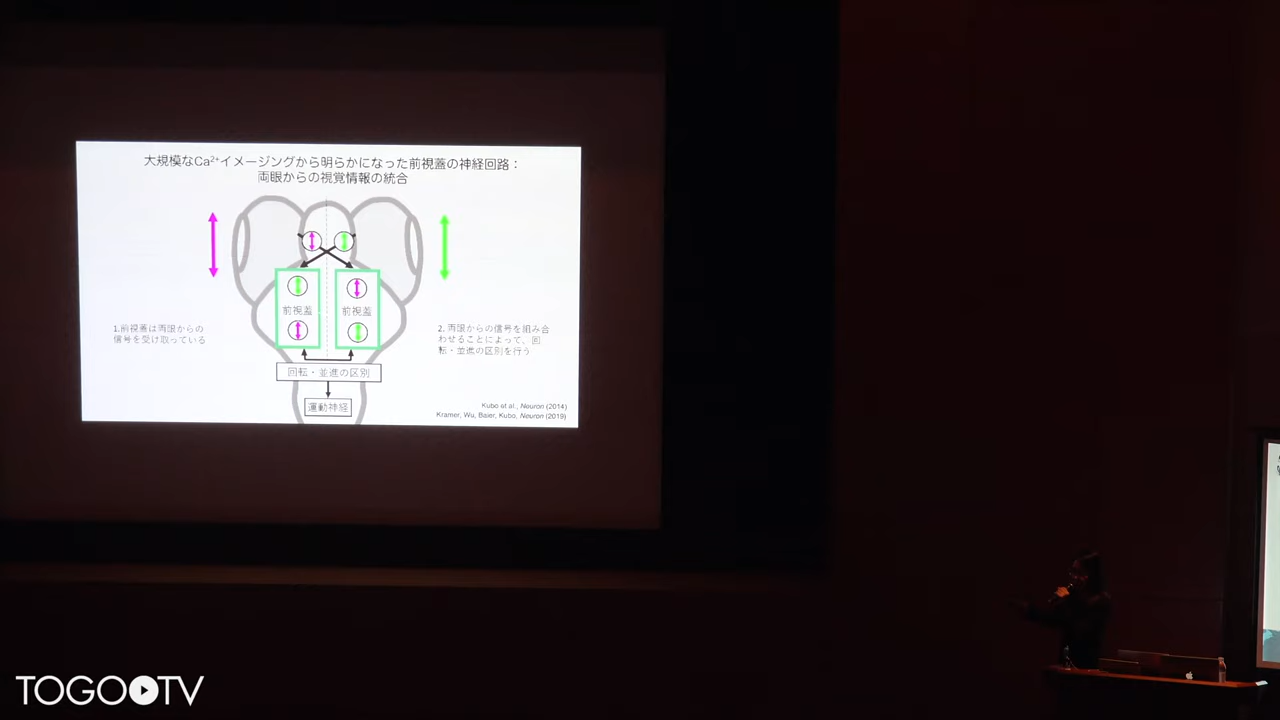 大規模なCa²⁺イメージングから明らかになった前視蓋の神経回路：
両眼からの視覚情報の統合
前視蓋
前視蓋
1.前視蓋は両眼からの
信号を受け取っている
2. 両眼からの信号を組み合
わせることによって、回
転・並進の区別を行う
回転・並進の区別
運動神経
Kubo et al., Neuron (2014)
Kramer, Wu, Baier, Kubo, Neuron (2019)
TOGOTV